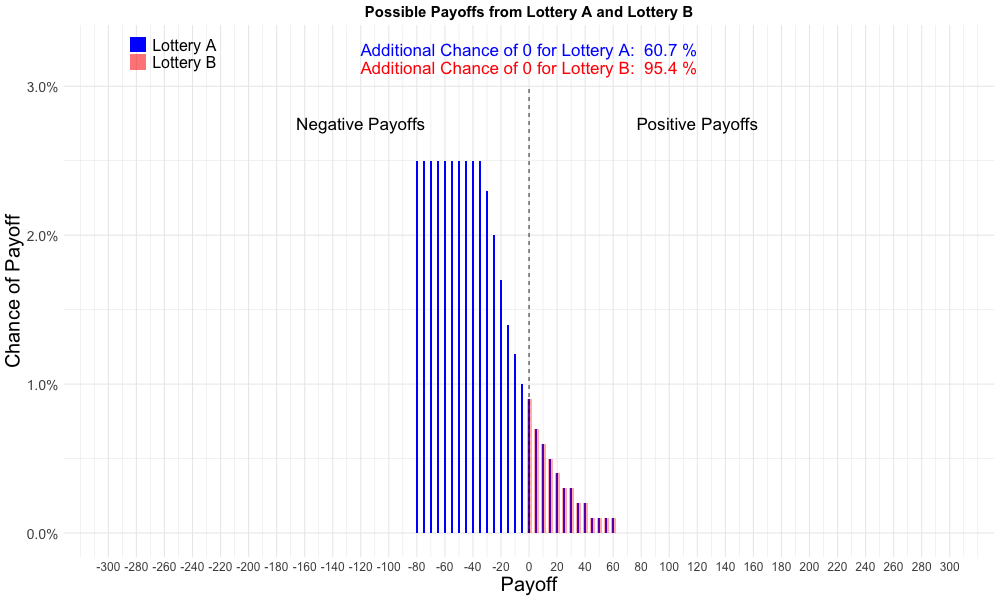 Possible Payoffs from Lottery A and Lottery B
Lottery A
Lottery B
Additional Chance of 0 for Lottery A: 60.7 %
Additional Chance of 0 for Lottery B: 95.4 %
3.0%
Negative Payoffs
Positive Payoffs
2.0%
1.0%
0.0%
Chance of Payoff
-300 -280 -260 -240 -220 -200 -180 -160 -140 -120 -100 -80 -60 -40 -20 0 20 40 60 80 100 120 140 160 180 200 220 240 260 280 300
Payoff